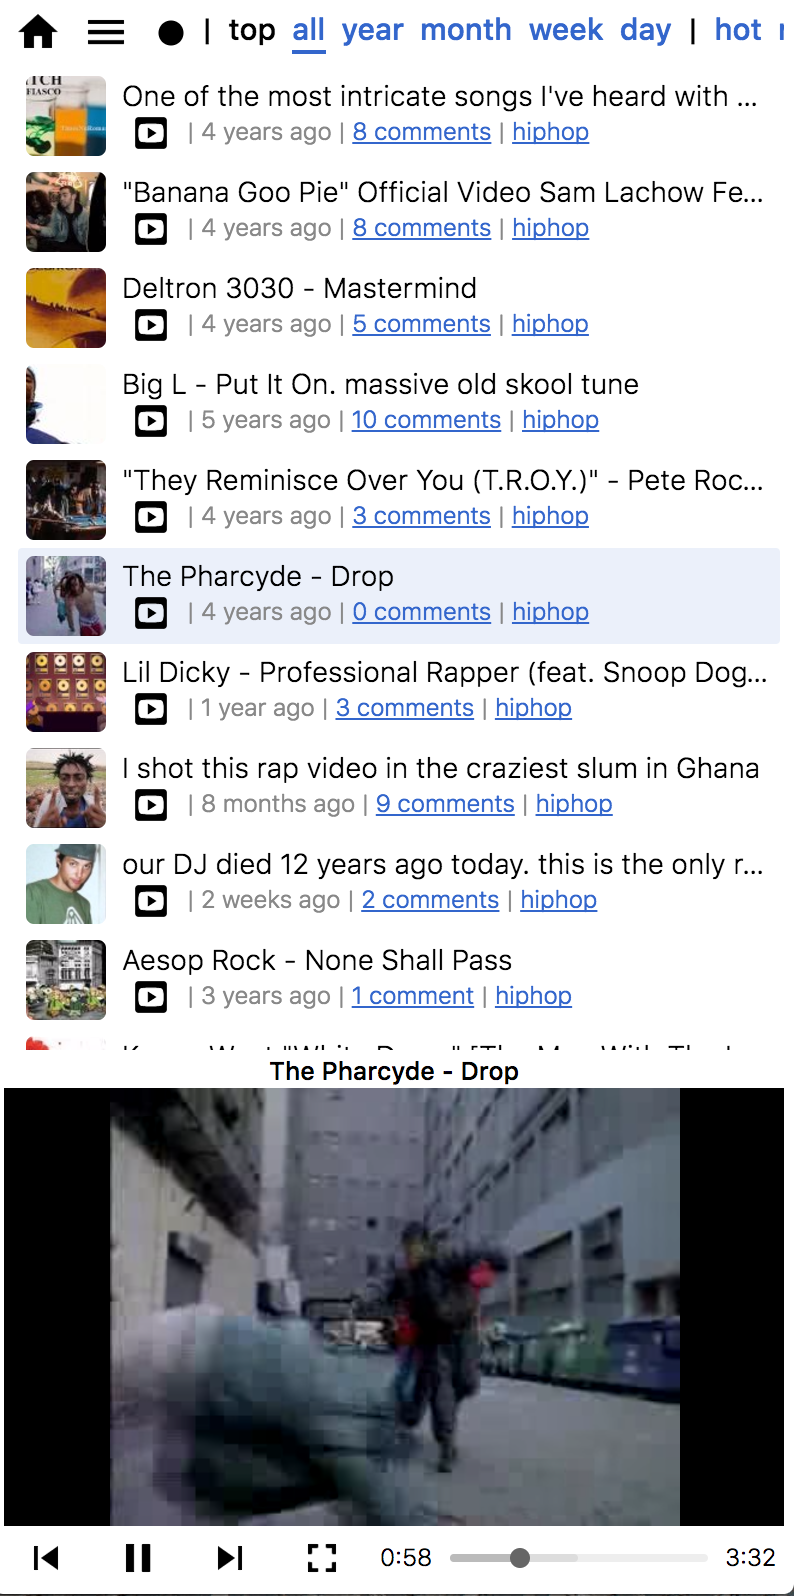 | top all year month week day | hot
One of the most intricate songs I've heard with ...
| 4 years ago | 8 comments | hiphop
"Banana Goo Pie" Official Video Sam Lachow Fe...
| 4 years ago | 8 comments | hiphop
Deltron 3030 - Mastermind
| 4 years ago | 5 comments | hiphop
Big L - Put It On. massive old skool tune
| 5 years ago | 10 comments | hiphop
"They Reminisce Over You (T.R.O.Y.)" - Pete Roc...
| 4 years ago | 3 comments | hiphop
The Pharcyde - Drop
| 4 years ago | 0 comments | hiphop
Lil Dicky - Professional Rapper (feat. Snoop Dog...
| 1 year ago | 3 comments | hiphop
I shot this rap video in the craziest slum in Ghana
| 8 months ago | 9 comments | hiphop
our DJ died 12 years ago today. this is the only r...
| 2 weeks ago | 2 comments | hiphop
Aesop Rock - None Shall Pass
| 3 years ago | 1 comment | hiphop
The Pharcyde - Drop
0:58 3:32